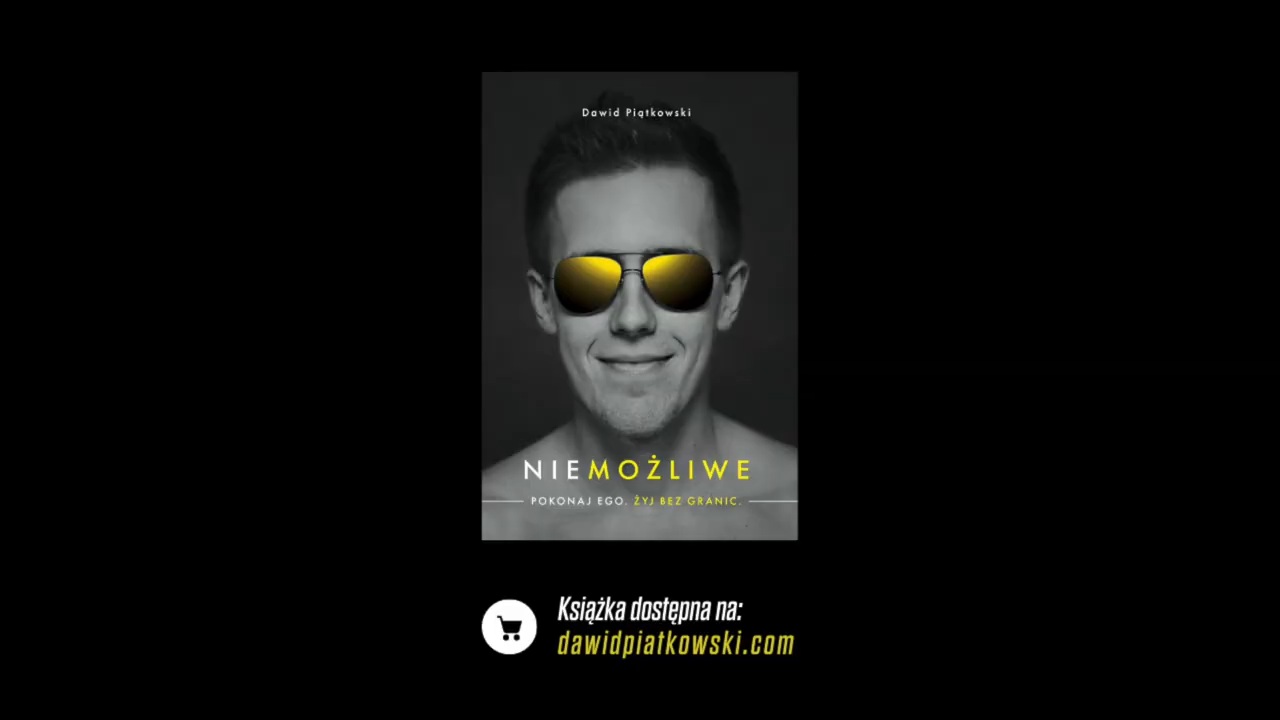 Dawid Piątkowski
NIEMOŻLIWE
POKONAJ EGO. ŻYJ BEZ GRANIC.
Książka dostępna na:
dawidpiatkowski.com